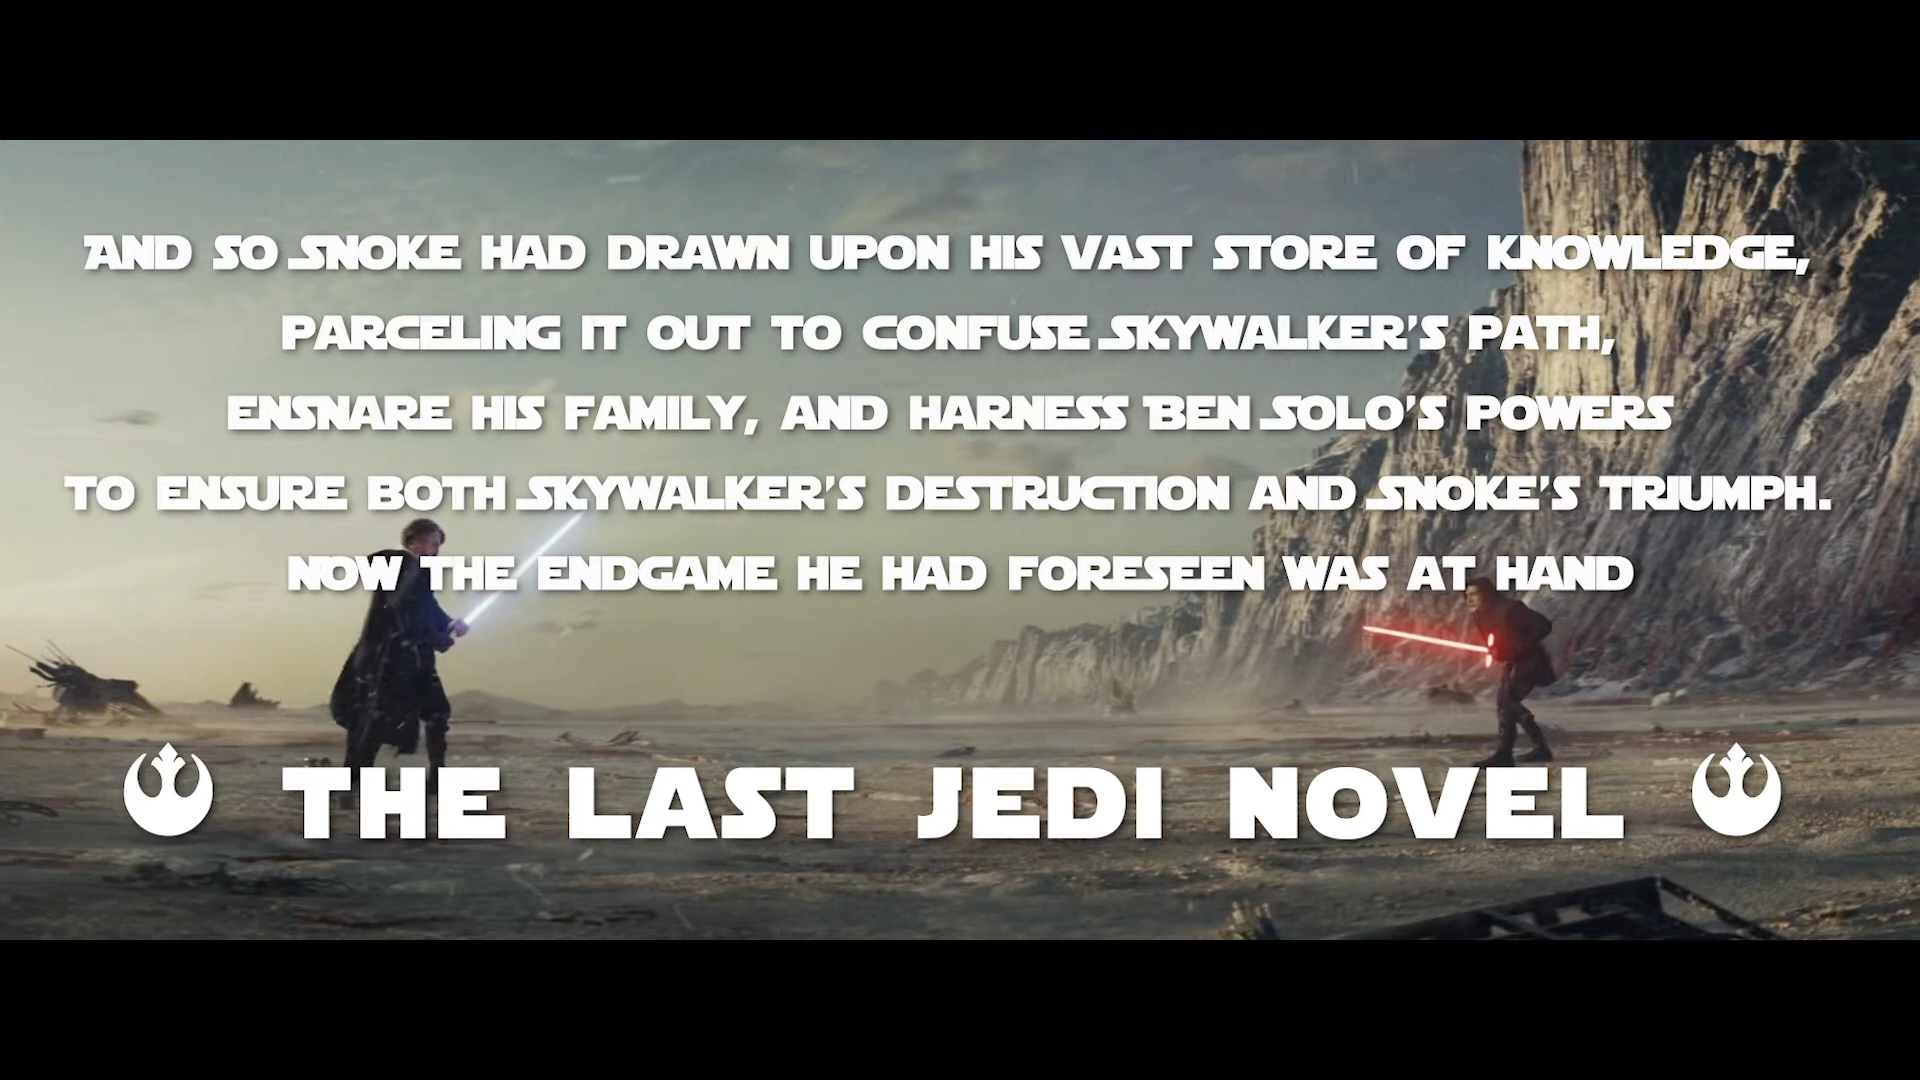 AND SO SNOKE HAD DRAWN UPON HIS VAST STORE OF KNOWLEDGE,
PARCELING IT OUT TO CONFUSE SKYWALKER'S PATH,
ENSNARE HIS FAMILY, AND HARNESS BEN SOLO'S POWERS
TO ENSURE BOTH SKYWALKER'S DESTRUCTION AND SNOKE'S TRIUMPH.
NOW THE ENDGAME HE HAD FORESEEN WAS AT HAND
THE LAST JEDI NOVEL